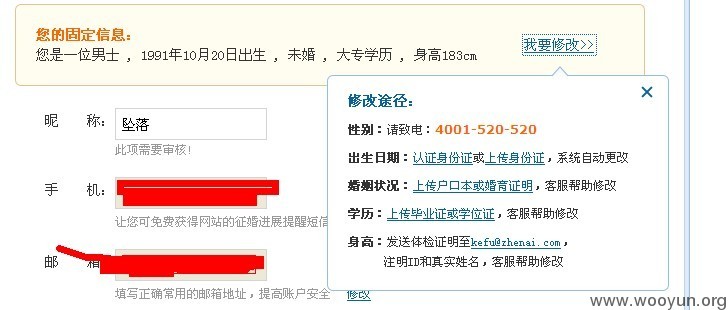 您的固定信息：
您是一位男士 ，1991年10月20日出生 ，未婚 ，大专学历 ，身高183cm
我要修改>>
修改途径：
性别：请致电：4001-520-520
出生日期：认证身份证或上传身份证，系统自动更改
婚姻状况：上传户口本或婚育证明，客服帮助修改
学历：上传毕业证或学位证，客服帮助修改
身高：发送体检证明至kefu@zhenai.com，
注明ID和真实姓名，客服帮助修改
昵 称：坠落
此项需要审核！
手 机：
让您可免费获得网站的征婚进展提醒短信
邮 箱
填写正确常用的邮箱地址，提高账户安全 修改
www.wooyun.org